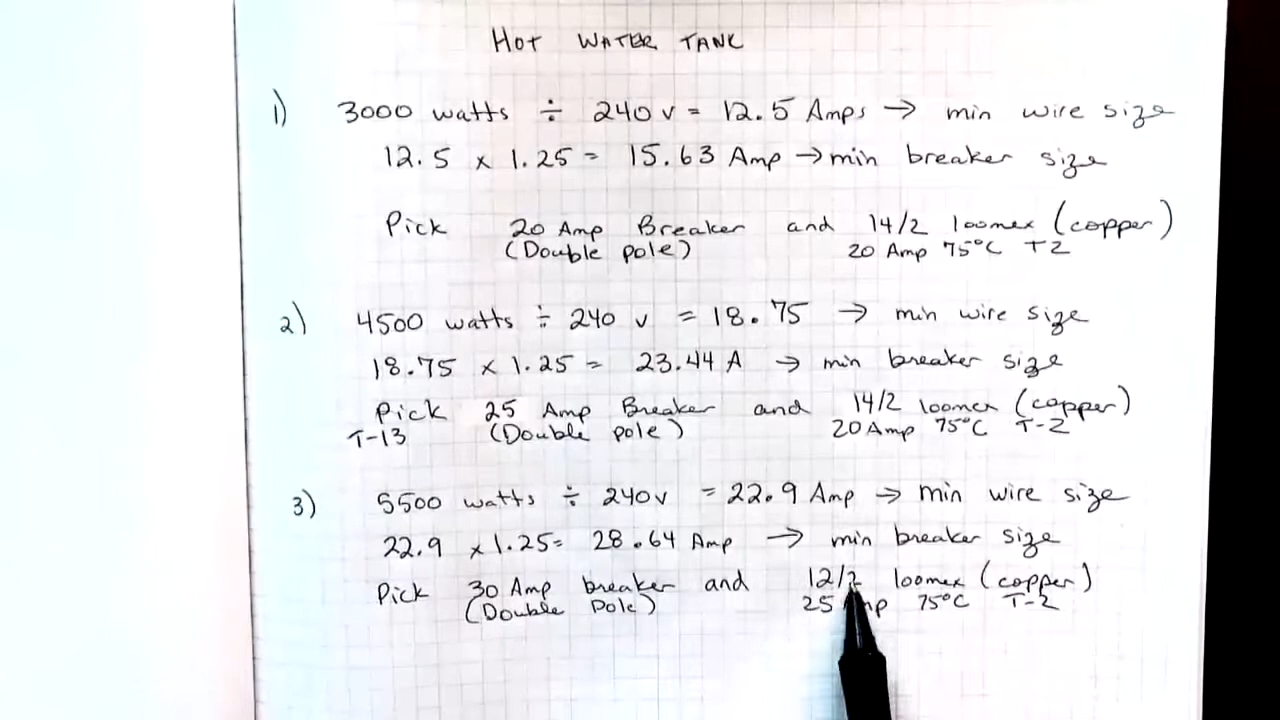 HOT WATER TANK
1) 3000 watts ÷ 240 v = 12.5 Amps → min wire size
12.5 x 1.25 = 15.63 Amp → min breaker size
Pick 20 Amp Breaker and 14/2 loomex (copper)
(Double pole) 20 Amp 75°C T2
2) 4500 watts ÷ 240 v = 18.75 → min wire size
18.75 x 1.25 = 23.44 A → min breaker size
Pick 25 Amp Breaker and 14/2 loomex (copper)
T-13 (Double pole) 20 Amp 75°C T-2
3) 5500 watts ÷ 240 v = 22.9 Amp → min wire size
22.9 x 1.25 = 28.64 Amp → min breaker size
Pick 30 Amp breaker and 12/2 loomex (copper)
(Double Pole) 25 75°C T-2